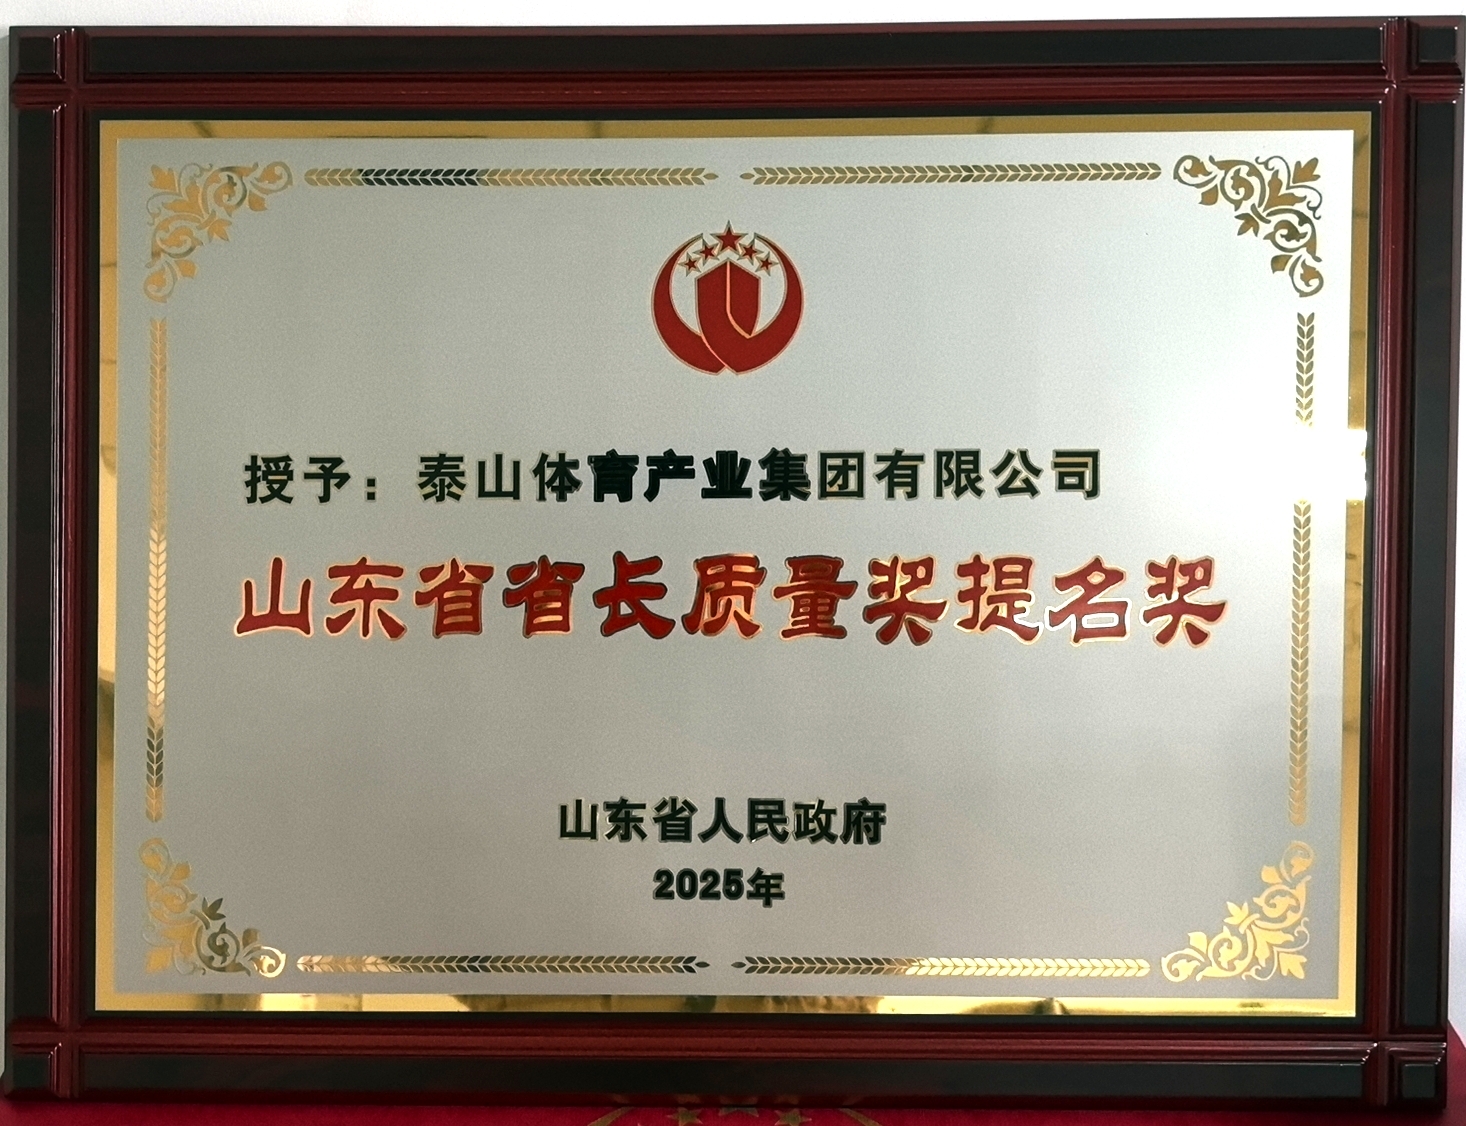 授予：泰山体育产业集团有限公司
山东省省长质量奖提名奖
山东省人民政府
2025年